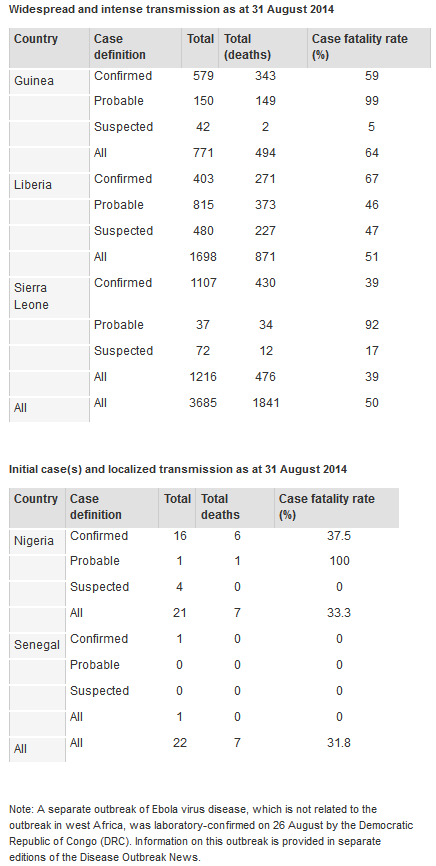 Widespread and intense transmission as at 31 August 2014
Country Case definition Total Total (deaths) Case fatality rate (%)
Guinea Confirmed 579 343 59
Probable 150 149 99
Suspected 42 2 5
All 771 494 64
Liberia Confirmed 403 271 67
Probable 815 373 46
Suspected 480 227 47
All 1698 871 51
Sierra Leone Confirmed 1107 430 39
Probable 37 34 92
Suspected 72 12 17
All 1216 476 39
All All 3685 1841 50
Initial case(s) and localized transmission as at 31 August 2014
Country Case definition Total Total deaths Case fatality rate (%)
Nigeria Confirmed 16 6 37.5
Probable 1 1 100
Suspected 4 0 0
All 21 7 33.3
Senegal Confirmed 1 0 0
Probable 0 0 0
Suspected 0 0 0
All 1 0 0
All All 22 7 31.8
Note: A separate outbreak of Ebola virus disease, which is not related to the
outbreak in west Africa, was laboratory-confirmed on 26 August by the Democratic
Republic of Congo (DRC). Information on this outbreak is provided in separate
editions of the Disease Outbreak News.